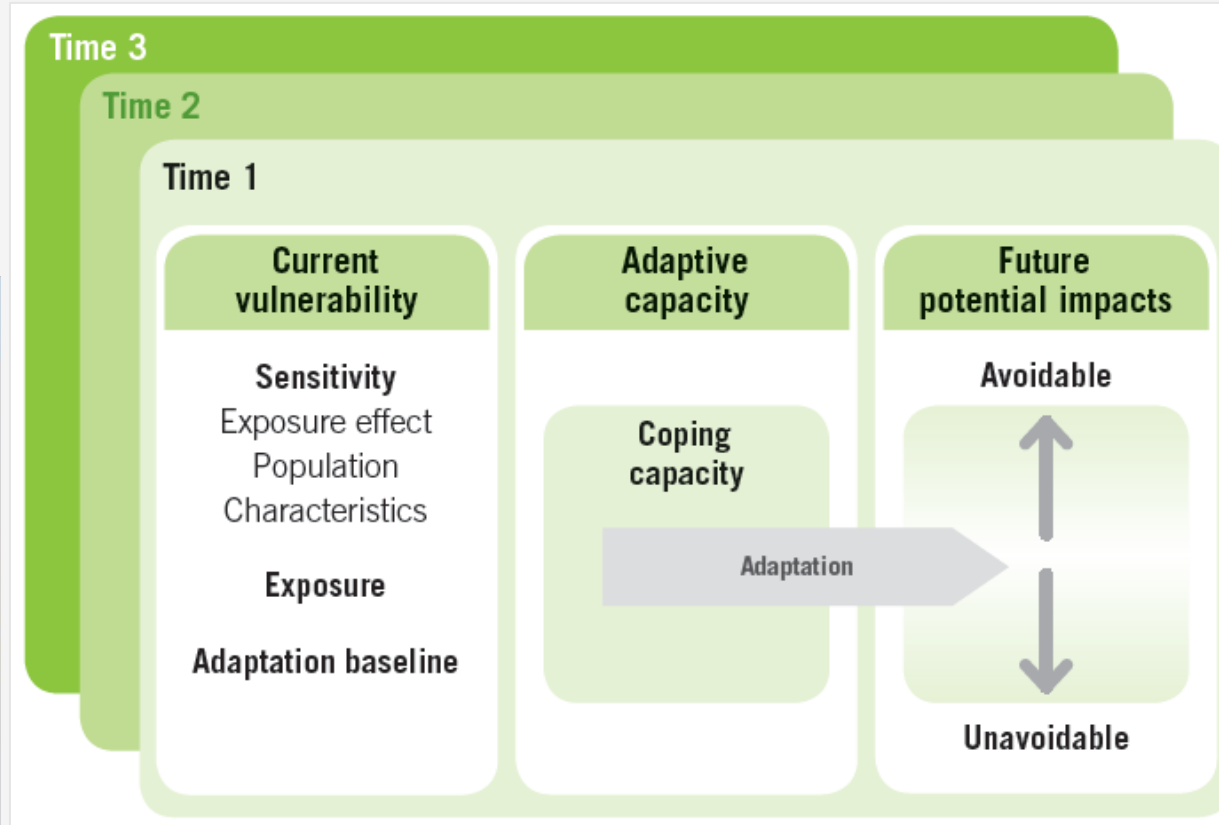 Time 3
Time 2
Time 1
Current
vulnerability
Sensitivity
Exposure effect
Population
Characteristics
Exposure
Adaptation baseline
Adaptive
capacity
Coping
capacity
Adaptation
Future
potential impacts
Avoidable
Unavoidable